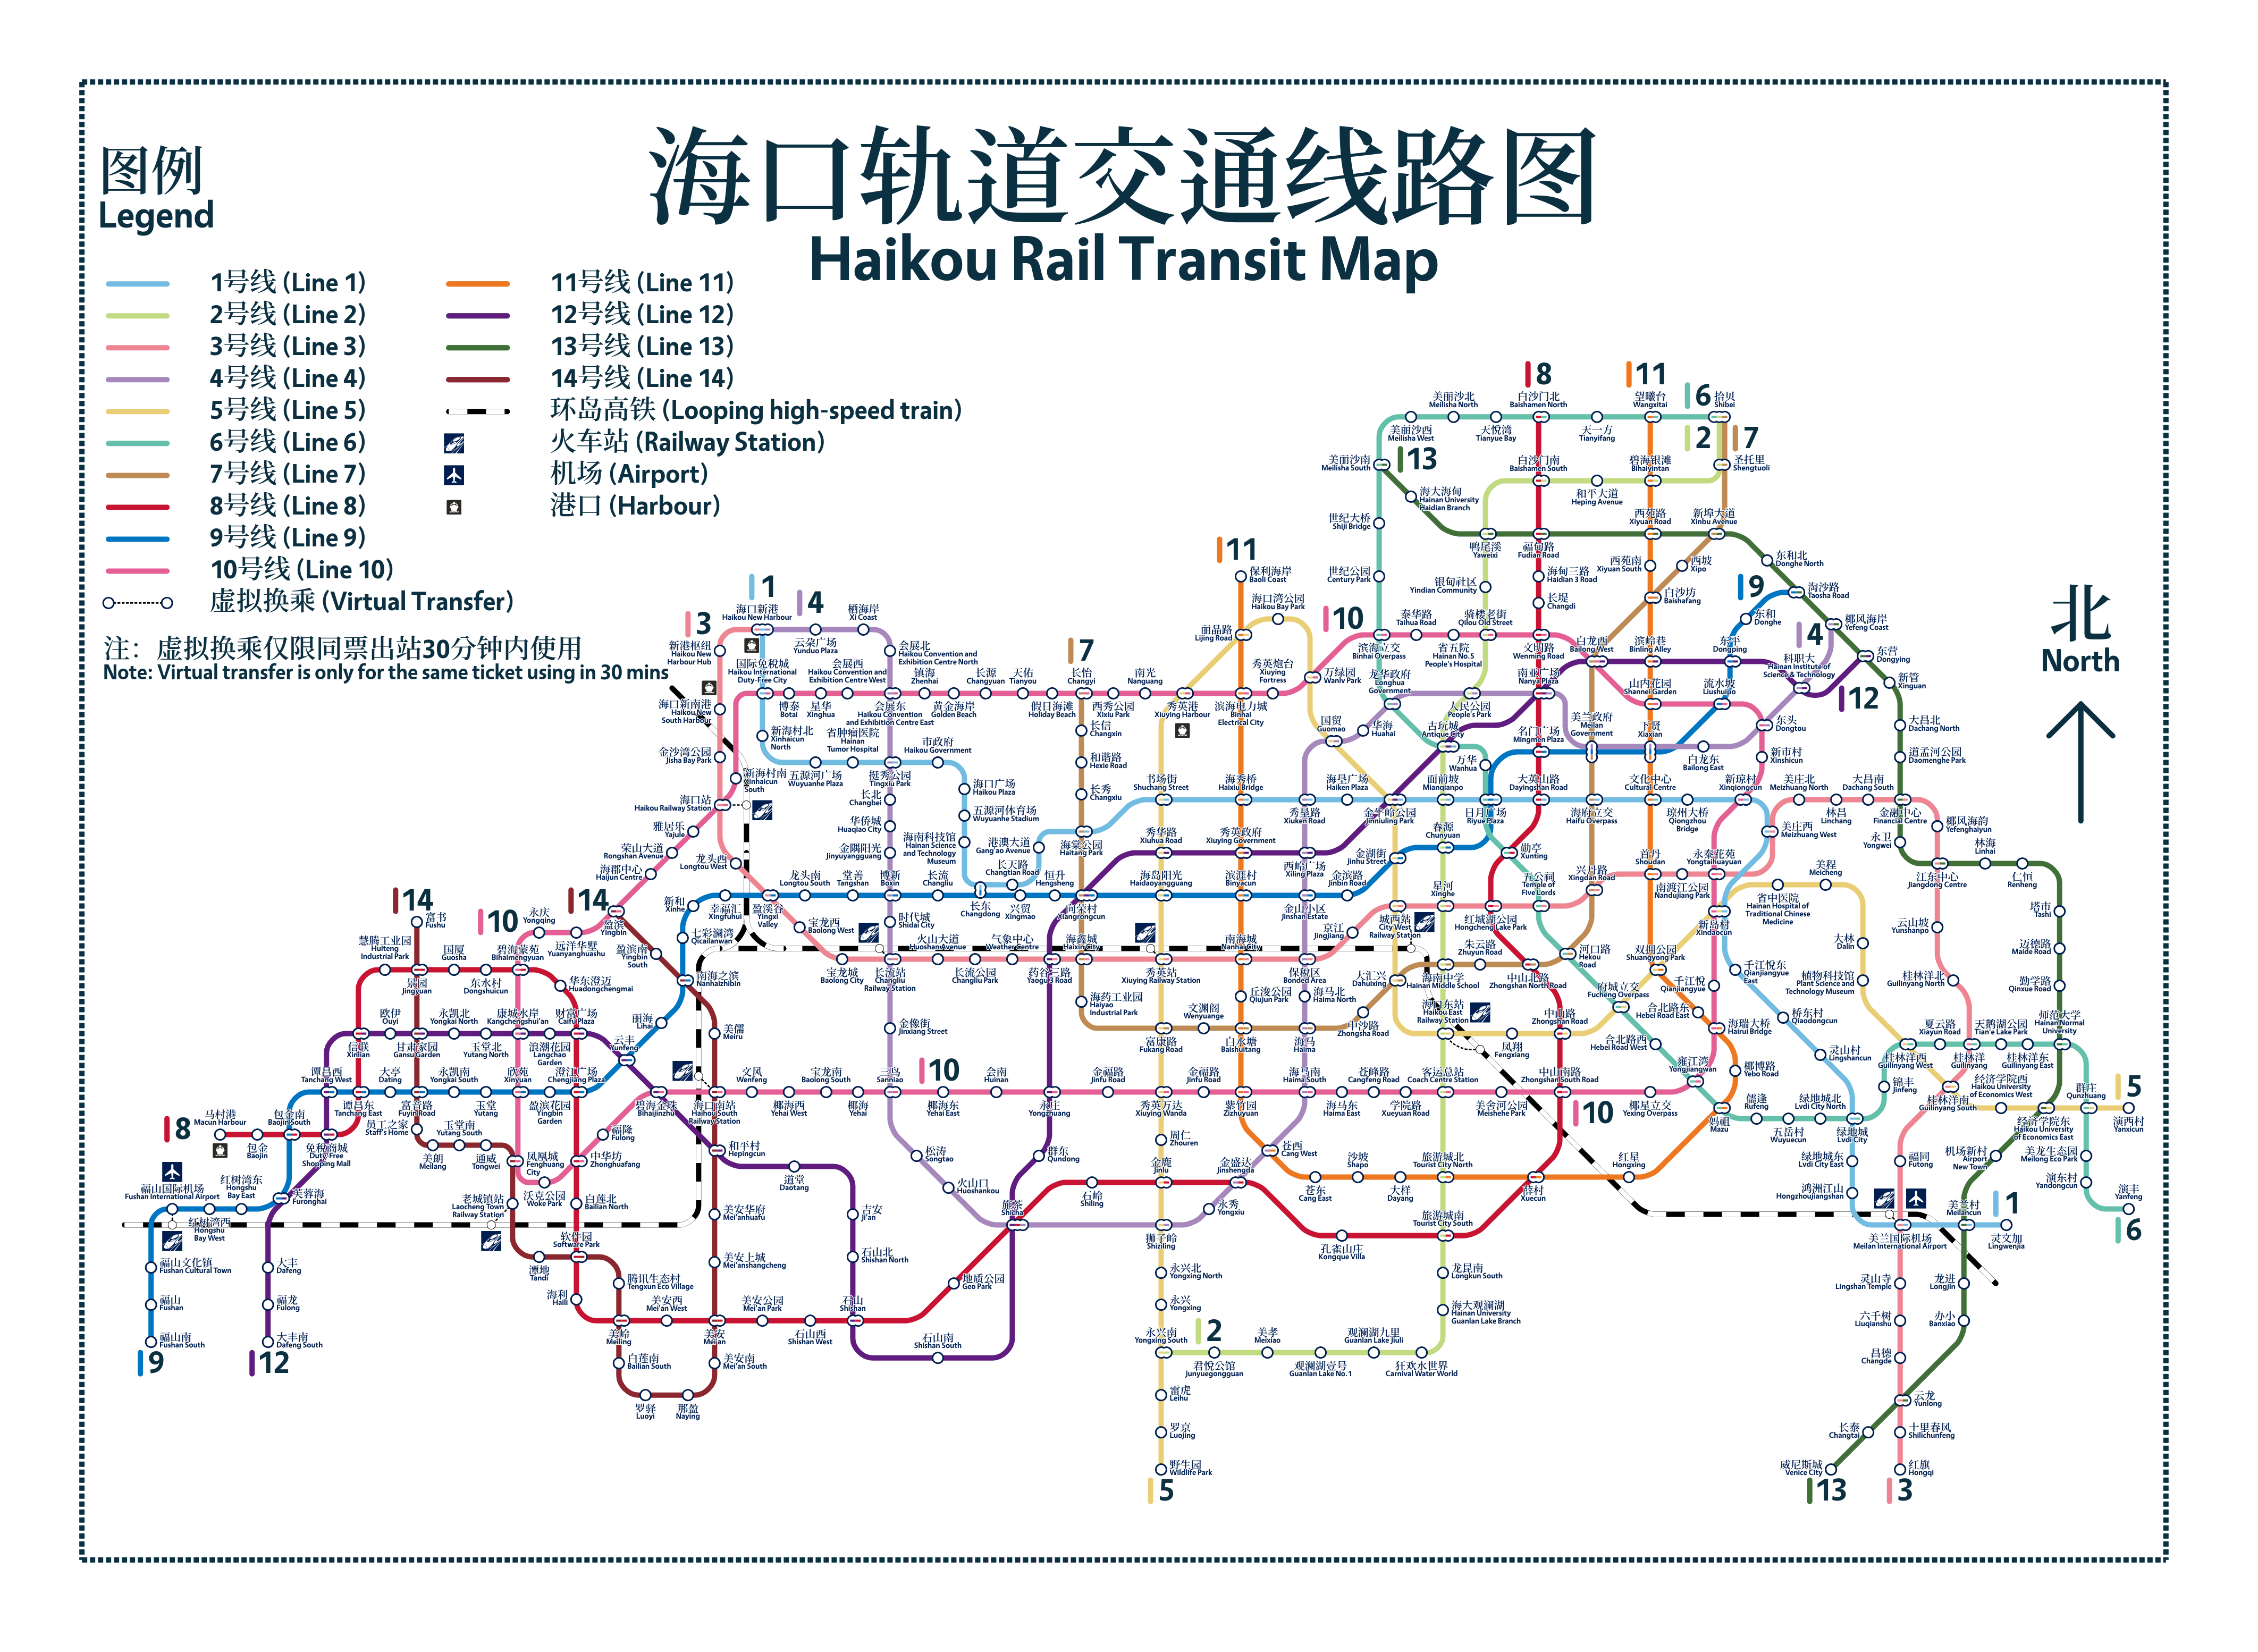 海口轨道交通线路图
Haikou Rail Transit Map
图例
Legend
1号线 (Line 1)
2号线 (Line 2)
3号线 (Line 3)
4号线 (Line 4)
5号线 (Line 5)
6号线 (Line 6)
7号线 (Line 7)
8号线 (Line 8)
9号线 (Line 9)
10号线 (Line 10)
虚拟换乘 (Virtual Transfer)
11号线 (Line 11)
12号线 (Line 12)
13号线 (Line 13)
14号线 (Line 14)
环岛高铁 (Looping high-speed train)
火车站 (Railway Station)
机场 (Airport)
港口 (Harbour)
注：虚拟换乘仅限同票出站30分钟内使用
Note: Virtual transfer is only for the same ticket using in 30 mins
北
North
8
11
6
2
7
13
美丽沙北
Meilisha North
白沙门北
Baishamen North
望曦台
Wangxitai
拾贝
Shibei
美丽沙西
Meilisha West
天悦湾
Tianyue Bay
天一方
Tianyifang
美丽沙南
Meilisha South
白沙门南
Baishamen South
碧海银滩
Bihaiyintan
圣托里
Shengtuoli
海大海甸
Hainan University
Haidian Branch
和平大道
Heping Avenue
世纪大桥
Shiji Bridge
西苑路
Xiyuan Road
新埠大道
Xinbu Avenue
鸭尾溪
Yaweixi
福甸路
Fudian Road
世纪公园
Century Park
银甸社区
Yindian Community
海甸三路
Haidian 3 Road
西苑南
Xiyuan South
西坡
Xipo
东和北
Donghe North
淘沙路
Taosha Road
9
东和
Donghe
长堤
Changdi
白沙坊
Baishafang
椰风海岸
Yefeng Coast
4
12
11
保利海岸
Baoli Coast
海口湾公园
Haikou Bay Park
10
丽晶路
Lijing Road
泰华路
Taihua Road
骑楼老街
Qilou Old Street
滨海立交
Binhai Overpass
省五院
Hainan No.5
People's Hospital
文明路
Wenming Road
白龙西
Bailong West
滨岭巷
Binling Alley
东平
Dongping
科职大
Hainan Institute of
Science & Technology
东营
Dongying
新管
Xinguan
1
4
3
海口新港
Haikou New Harbour
栖海岸
Xi Coast
新港枢纽
Haikou New
Harbour Hub
云朵广场
Yunduo Plaza
会展北
Haikou Convention and
Exhibition Centre North
国际免税城
Haikou International
Duty-Free City
会展西
Haikou Convention and
Exhibition Centre West
镇海
Zhenhai
长源
Changyuan
天佑
Tianyou
7
长怡
Changyi
南光
Nanguang
秀英炮台
Xiuying
Fortress
万绿园
Wanlv Park
龙华政府
Longhua
Government
南亚广场
Nanya Plaza
山内花园
Shannei Garden
流水坡
Liushuipo
海口新南港
Haikou New
South Harbour
博泰
Botai
星华
Xinghua
会展东
Haikou Convention
and Exhibition Centre East
黄金海岸
Golden Beach
假日海滩
Holiday Beach
西秀公园
Xixiu Park
秀英港
Xiuying Harbour
滨海电力城
Binhai
Electrical City
国贸
Guomao
华海
Huahai
人民公园
People's Park
古玩城
Antique City
名门广场
Mingmen Plaza
美兰政府
Meilan
Government
下贤
Xiaxian
东头
Dongtou
大昌北
Dachang North
新海村北
Xinhaicun
North
省肿瘤医院
Hainan
Tumor Hospital
市政府
Haikou Government
长信
Changxin
金沙湾公园
Jisha Bay Park
新海村南
Xinhaicun
South
五源河广场
Wuyuanhe Plaza
挺秀公园
Tingxiu Park
和谐路
Hexie Road
万华
Wanhua
白龙东
Bailong East
新市村
Xinshicun
道孟河公园
Daomenghe Park
海口站
Haikou Railway Station
长北
Changbei
海口广场
Haikou Plaza
长秀
Changxiu
书场街
Shuchang Street
海秀桥
Haixiu Bridge
海垦广场
Haiken Plaza
面前坡
Mianqianpo
大英山路
Dayingshan Road
文化中心
Cultural Centre
新琼村
Xinqiongcun
美庄北
Meizhuang North
大昌南
Dachang South
雅居乐
Yajule
华侨城
Huaqiao City
五源河体育场
Wuyuanhe Stadium
秀垦路
Xiuken Road
金牛岭公园
Jinniuling Park
日月广场
Riyue Plaza
海府立交
Haifu Overpass
琼州大桥
Qiongzhou
Bridge
美庄西
Meizhuang West
林昌
Linchang
金融中心
Financial Centre
椰风海韵
Yefenghaiyun
荣山大道
Rongshan Avenue
龙头西
Longtou West
金隅阳光
Jinyuyangguang
海南科技馆
Hainan Science
and Technology
Museum
港澳大道
Gang'ao Avenue
海棠公园
Haitang Park
秀华路
Xiuhua Road
秀英政府
Xiuying Government
西岭广场
Xiling Plaza
金湖街
Jinhu Street
春源
Chunyuan
勋亭
Xunting
首丹
Shoudan
永泰花苑
Yongtaihuayuan
永卫
Yongwei
林海
Linhai
海郡中心
Haijun Centre
龙头南
Longtou South
堂善
Tangshan
博新
Boxin
长流
Changliu
长天路
Changtian Road
恒升
Hengsheng
海岛阳光
Haidaoyangguang
滨涯村
Binyacun
金滨路
Jinbin Road
星河
Xinghe
五公祠
Temple of
Five Lords
兴丹路
Xingdan Road
南渡江公园
Nandujiang Park
美程
Meicheng
江东中心
Jiangdong Centre
仁恒
Renheng
14
10
14
富书
Fushu
永庆
Yongqing
盈滨
Yingbin
新和
Xinhe
幸福汇
Xingfuhui
盈溪谷
Yingxi
Valley
宝龙西
Baolong West
时代城
Shidai City
长东
Changdong
兴贸
Xingmao
向荣村
Xiangrongcun
金山小区
Jinshan Estate
城西站
City West
Railway Station
红城湖公园
Hongcheng Lake Park
新岛村
Xindaocun
省中医院
Hainan Hospital of
Traditional Chinese
Medicine
塔市
Tashi
慧腾工业园
Industrial Park
国厦
Guosha
碧海蒙苑
Bihaimengyuan
远洋华墅
Yuanyanghuashu
盈滨南
Yingbin
South
七彩澜湾
Qicailanwan
火山大道
Huoshan Avenue
气象中心
Weather Centre
海鑫城
Haixin City
南海城
Nanhai City
京江
Jingjiang
朱云路
Zhuyun Road
河口路
Hekou
Road
双拥公园
Shuangyong Park
大林
Dalin
云山坡
Yunshanpo
迈德路
Maide Road
景园
Jingyuan
东水村
Dongshuicun
华东澄迈
Huadongchengmai
南海之滨
Nanhaizhibin
宝龙城
Baolong City
长流站
Changliu
Railway Station
长流公园
Changliu Park
药谷三路
Yaogu 3 Road
秀英站
Xiuying Railway Station
保税区
Bonded Area
大汇兴
Dahuixing
海南中学
Hainan Middle School
中山北路
Zhongshan North Road
千江悦
Qianjiangyue
千江悦东
Qianjiangyue
East
植物科技馆
Plant Science and
Technology Museum
桂林洋北
Guilinyang North
勤学路
Qinxue Road
欧伊
Ouyi
永凯北
Yongkai North
康城水岸
Kangchengshui'an
财富广场
Caifu Plaza
丽海
Lihai
美儒
Meiru
金像街
Jinxiang Street
海药工业园
Haiyao
Industrial Park
文渊阁
Wenyuange
丘浚公园
Qiujun Park
海马北
Haima North
中沙路
Zhongsha Road
海口东站
Haikou East
Railway Station
中山路
Zhongshan Road
府城立交
Fucheng Overpass
合北路东
Hebei Road East
海瑞大桥
Hairui Bridge
桥东村
Qiaodongcun
夏云路
Xiayun Road
天鹅湖公园
Tian'e Lake Park
师范大学
Hainan Normal
University
信联
Xinlian
甘肃家园
Gansu Garden
玉堂北
Yutang North
浪潮花园
Langchao
Garden
云丰
Yunfeng
富康路
Fukang Road
白水塘
Baishuitang
海马
Haima
凤翔
Fengxiang
合北路西
Hebei Road West
灵山村
Lingshancun
桂林洋西
Guilinyang West
桂林洋
Guilinyang
桂林洋东
Guilinyang East
谭昌西
Tanchang West
大亭
Dating
永凯南
Yongkai South
欣苑
Xinyuan
澄江广场
Chengjiang Plaza
文风
Wenfeng
宝龙南
Baolong South
三鸟
Sanniao
10
会南
Huinan
金福路
Jinfu Road
金福路
Jinfu Road
海马南
Haima South
苍峰路
Cangfeng Road
客运总站
Coach Centre Station
中山南路
Zhongshan South Road
雍江湾
Yongjiangwan
椰博路
Yebo Road
锦丰
Jinfeng
经济学院西
Haikou University
of Economics West
群庄
Qunzhuang
5
8
马村港
Macun Harbour
包金南
Baojin South
谭昌东
Tanchang East
富音路
Fuyin Road
玉堂
Yutang
盈滨花园
Yingbin
Garden
碧海金珠
Bihaijinzhu
海口南站
Haikou South
Railway Station
椰海西
Yehai West
椰海
Yehai
椰海东
Yehai East
永庄
Yongzhuang
秀英万达
Xiuying Wanda
紫竹园
Zizhuyuan
海马东
Haima East
学院路
Xueyuan Road
美舍河公园
Meishehe Park
10
椰星立交
Yexing Overpass
妈祖
Mazu
儒逢
Rufeng
绿地城北
Lvdi City North
桂林洋南
Guilinyang South
演西村
Yanxicun
包金
Baojin
免税商城
Duty Free
Shopping Mall
员工之家
Staff's Home
玉堂南
Yutang South
福隆
Fulong
和平村
Hepingcun
松涛
Songtao
群东
Qundong
周仁
Zhouren
苍西
Cang West
五岳村
Wuyuecun
绿地城
Lvdi City
经济学院东
Haikou University
of Economics East
美朗
Meilang
通威
Tongwei
凤凰城
Fenghuang
City
中华坊
Zhonghuafang
道堂
Daotang
火山口
Huoshankou
金鹿
Jinlu
金盛达
Jinshengda
沙坡
Shapo
旅游城北
Tourist City North
红星
Hongxing
绿地城东
Lvdi City East
福同
Futong
机场新村
Airport
New Town
美龙生态园
Meilong Eco Park
福山国际机场
Fushan International Airport
红树湾东
Hongshu
Bay East
芙蓉海
Furonghai
老城镇站
Laocheng Town
Railway Station
沃克公园
Woke Park
白莲北
Bailian North
美安华府
Mei'anhuafu
吉安
Ji'an
施茶
Shicha
石岭
Shiling
永秀
Yongxiu
苍东
Cang East
大样
Dayang
薛村
Xuecun
鸿洲江山
Hongzhoujiangshan
演东村
Yandongcun
演丰
Yanfeng
6
红树湾西
Hongshu
Bay West
软件园
Software Park
狮子岭
Shiziling
旅游城南
Tourist City South
美兰国际机场
Meilan International Airport
美兰村
Meilancun
1
灵文加
Lingwenjia
福山文化镇
Fushan Cultural Town
大丰
Dafeng
潭地
Tandi
腾讯生态村
Tengxun Eco Village
美安上城
Mei'anshangcheng
石山北
Shishan North
地质公园
Geo Park
永兴北
Yongxing North
孔雀山庄
Kongque Villa
龙昆南
Longkun South
灵山寺
Lingshan Temple
龙进
Longjin
福山
Fushan
福龙
Fulong
海利
Haili
美安西
Mei'an West
美安公园
Mei'an Park
石山
Shishan
永兴
Yongxing
海大观澜湖
Hainan University
Guanlan Lake Branch
六千树
Liuqianshu
办小
Banxiao
福山南
Fushan South
9
大丰南
Dafeng South
12
美岭
Meiling
美安
Mei'an
石山西
Shishan West
石山南
Shishan South
永兴南
Yongxing South
2
美孝
Meixiao
观澜湖九里
Guanlan Lake Jiuli
昌德
Changde
白莲南
Bailian South
美安南
Mei'an South
君悦公馆
Junyuegongguan
观澜湖壹号
Guanlan Lake No.1
狂欢水世界
Carnival Water World
罗驿
Luoyi
那盈
Naying
雷虎
Leihu
云龙
Yunlong
罗京
Luojing
长泰
Changtai
十里春风
Shilichunfeng
野生园
Wildlife Park
5
威尼斯城
Venice City
13
红旗
Hongqi
3